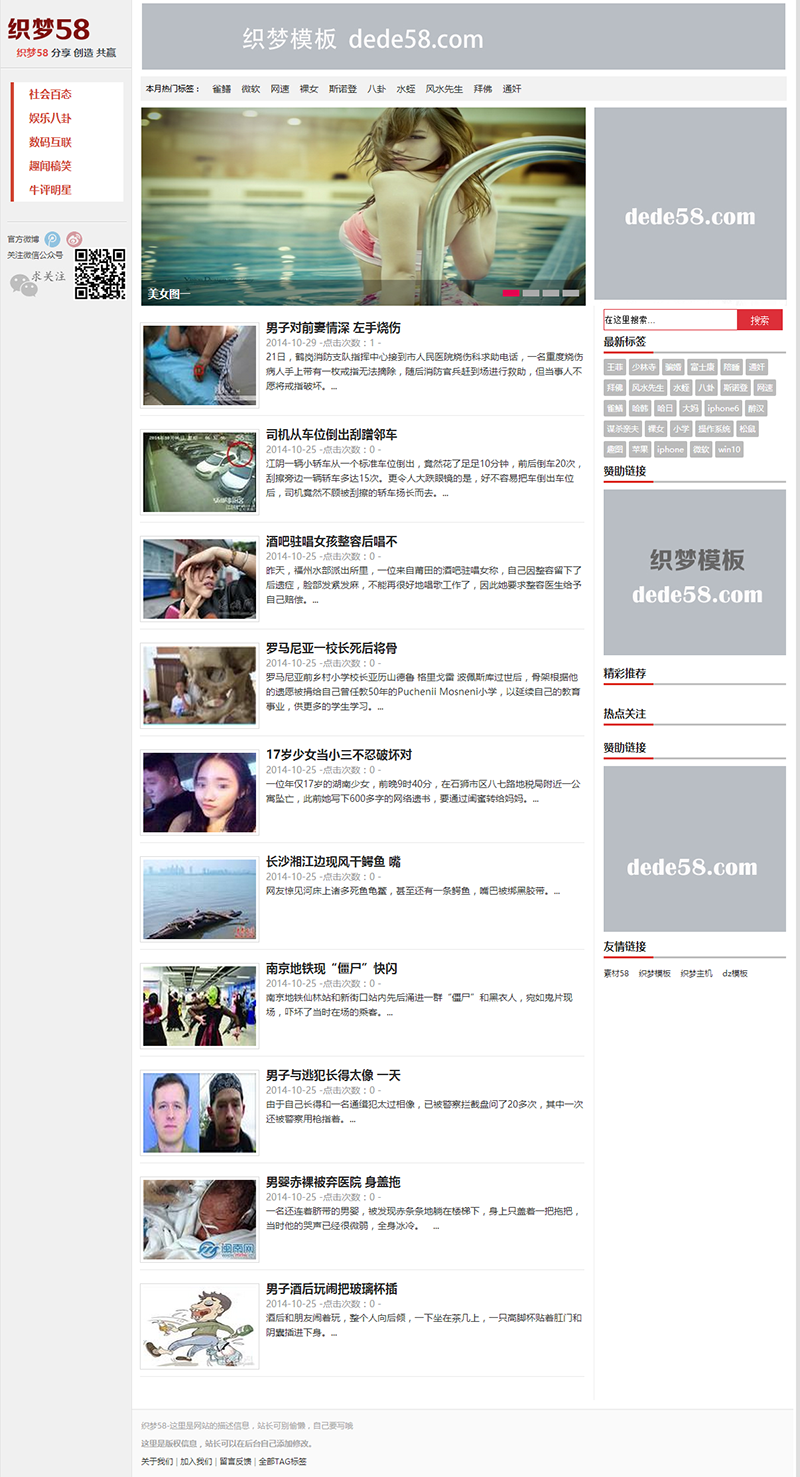 织梦58
织梦58 分享 创造 共赢
社会百态
娱乐八卦
数码互联
趣闻搞笑
牛评明星
官方微博
关注微信公众号
求关注
织梦模板 dede58.com
本月热门标签： 雀鳝 微软 网速 裸女 斯诺登 八卦 水蛭 风水先生 拜佛 通奸
美女图一
男子对前妻情深 左手烧伤
2014-10-29 -点击次数：1 -
21日，鹤岗消防支队指挥中心接到市人民医院烧伤科求助电话，一名重度烧伤
病人手上带有一枚戒指无法摘除，随后消防官兵赶到场进行救助，但当事人不
愿将戒指破坏。...
司机从车位倒出刮蹭邻车
2014-10-25 -点击次数：0 -
江阴一辆小轿车从一个标准车位倒出，竟然花了足足10分钟，前后倒车20次，
刮擦旁边一辆轿车多达15次。更令人大跌眼镜的是，好不容易把车倒出车位
后，司机竟然不顾被刮擦的轿车扬长而去。...
酒吧驻唱女孩整容后唱不
2014-10-25 -点击次数：0 -
昨天，福州水部派出所里，一位来自莆田的酒吧驻唱女称，自己因整容留下了
后遗症，脸部发紧发麻，不能再很好地唱歌工作了，因此她要求整容医生给予
自己赔偿。...
罗马尼亚一校长死后将骨
2014-10-25 -点击次数：0 -
罗马尼亚前乡村小学校长亚历山德鲁 格里戈雷 波佩斯库过世后，骨架根据他
的遗愿被捐给自己曾任教50年的Puchenii Mosneni小学，以延续自己的教育
事业，供更多的学生学习。...
17岁少女当小三不忍破坏对
2014-10-25 -点击次数：0 -
一位年仅17岁的湖南少女，前晚9时40分，在石狮市区八七路地税局附近一公
寓坠亡，此前她写下600多字的网络遗书，要通过闺蜜转给妈妈。...
长沙湘江边现风干鳄鱼 嘴
2014-10-25 -点击次数：0 -
网友惊见河床上诸多死鱼龟鳖，甚至还有一条鳄鱼，嘴巴被绑黑胶带。...
南京地铁现“僵尸”快闪
2014-10-25 -点击次数：0 -
南京地铁仙林站和新街口站内先后涌进一群“僵尸”和黑衣人，宛如鬼片现
场，吓坏了当时在场的乘客。...
男子与逃犯长得太像 一天
2014-10-25 -点击次数：0 -
由于自己长得和一名通缉犯太过相像，已被警察拦截盘问了20多次，其中一次
还被警察用枪指着。...
男婴赤裸被弃医院 身盖拖
2014-10-25 -点击次数：0 -
一名还连着脐带的男婴，被发现赤条条地躺在楼梯下，身上只盖着一把拖把，
当时他的哭声已经很微弱，全身冰冷。 ...
闽南网
男子酒后玩闹把玻璃杯插
2014-10-25 -点击次数：0 -
酒后和朋友闹着玩，整个人向后倾，一下坐在茶几上，一只高脚杯贴着肛门和
阴囊插进下身。...
dede58.com
在这里搜索... 搜索
最新标签
王菲 少林寺 骗婚 富士康 陪睡 通奸
拜佛 风水先生 水蛭 八卦 斯诺登 网速
雀鳝 哈韩 哈日 大妈 iphone6 醉汉
谋杀亲夫 裸女 小学 操作系统 松鼠
趣图 苹果 iphone 微软 win10
赞助链接
织梦模板
dede58.com
精彩推荐
热点关注
赞助链接
dede58.com
友情链接
素材58 织梦模板 织梦主机 dz模板
织梦58-这里是网站的描述信息，站长可别偷懒，自己要写哦
这里是版权信息，站长可以在后台自己添加修改。
关于我们 | 加入我们 | 留言反馈 | 全部TAG标签